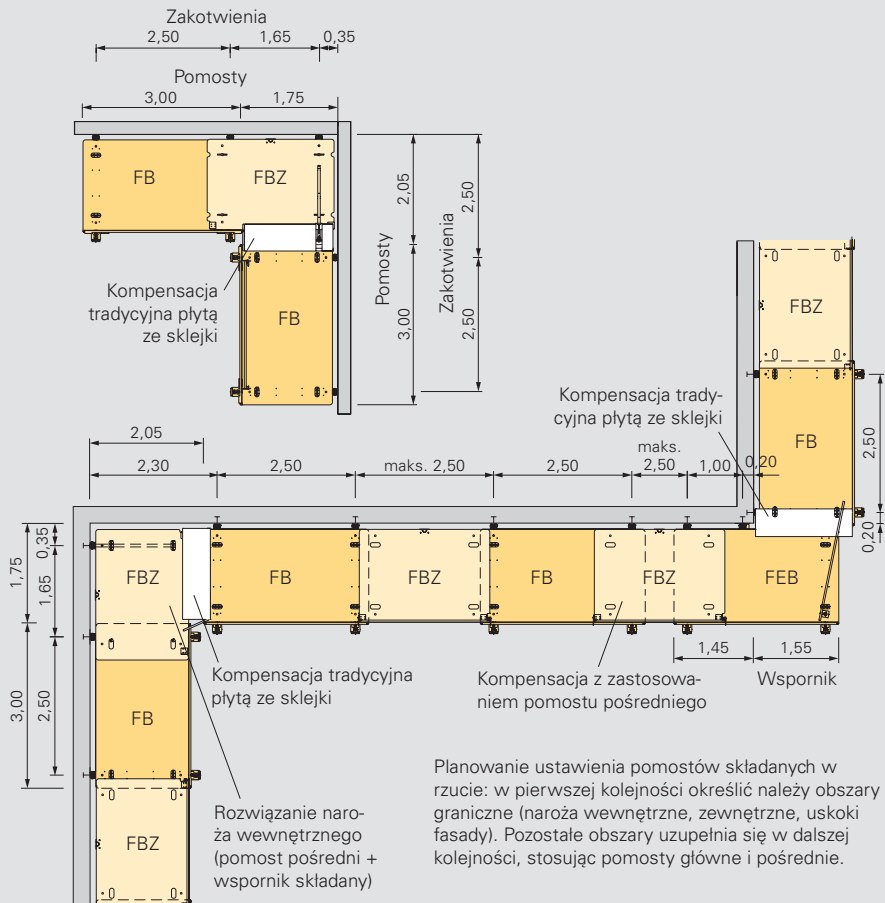 Zakotwienia
2,50
1,65
0,35
Pomosty
3,00
1,75
FB
FBZ
2,05
2,50
Pomosty
Zakotwienia
Kompensacja
tradycyjna płytą
ze sklejki
FB
3,00
2,50
FBZ
Kompensacja trady-
cyjna płytą ze sklejki
FB
2,50
0,20
2,05
2,30
2,50
maks. 2,50
2,50
maks.
2,50
1,00
0,20
0,35
1,75
1,65
FBZ
FB
FBZ
FB
FBZ
FEB
1,45
1,55
Kompensacja tradycyjna
płytą ze sklejki
Kompensacja z zastosowa-
niem pomostu pośredniego
Wspornik
3,00
2,50
FB
FBZ
Rozwiązanie naro-
ża wewnętrznego
(pomost pośredni +
wspornik składany)
Planowanie ustawienia pomostów składanych w
rzucie: w pierwszej kolejności określić należy obszary
graniczne (naroża wewnętrzne, zewnętrzne, uskoki
fasady). Pozostałe obszary uzupełnia się w dalszej
kolejności, stosując pomosty główne i pośrednie.